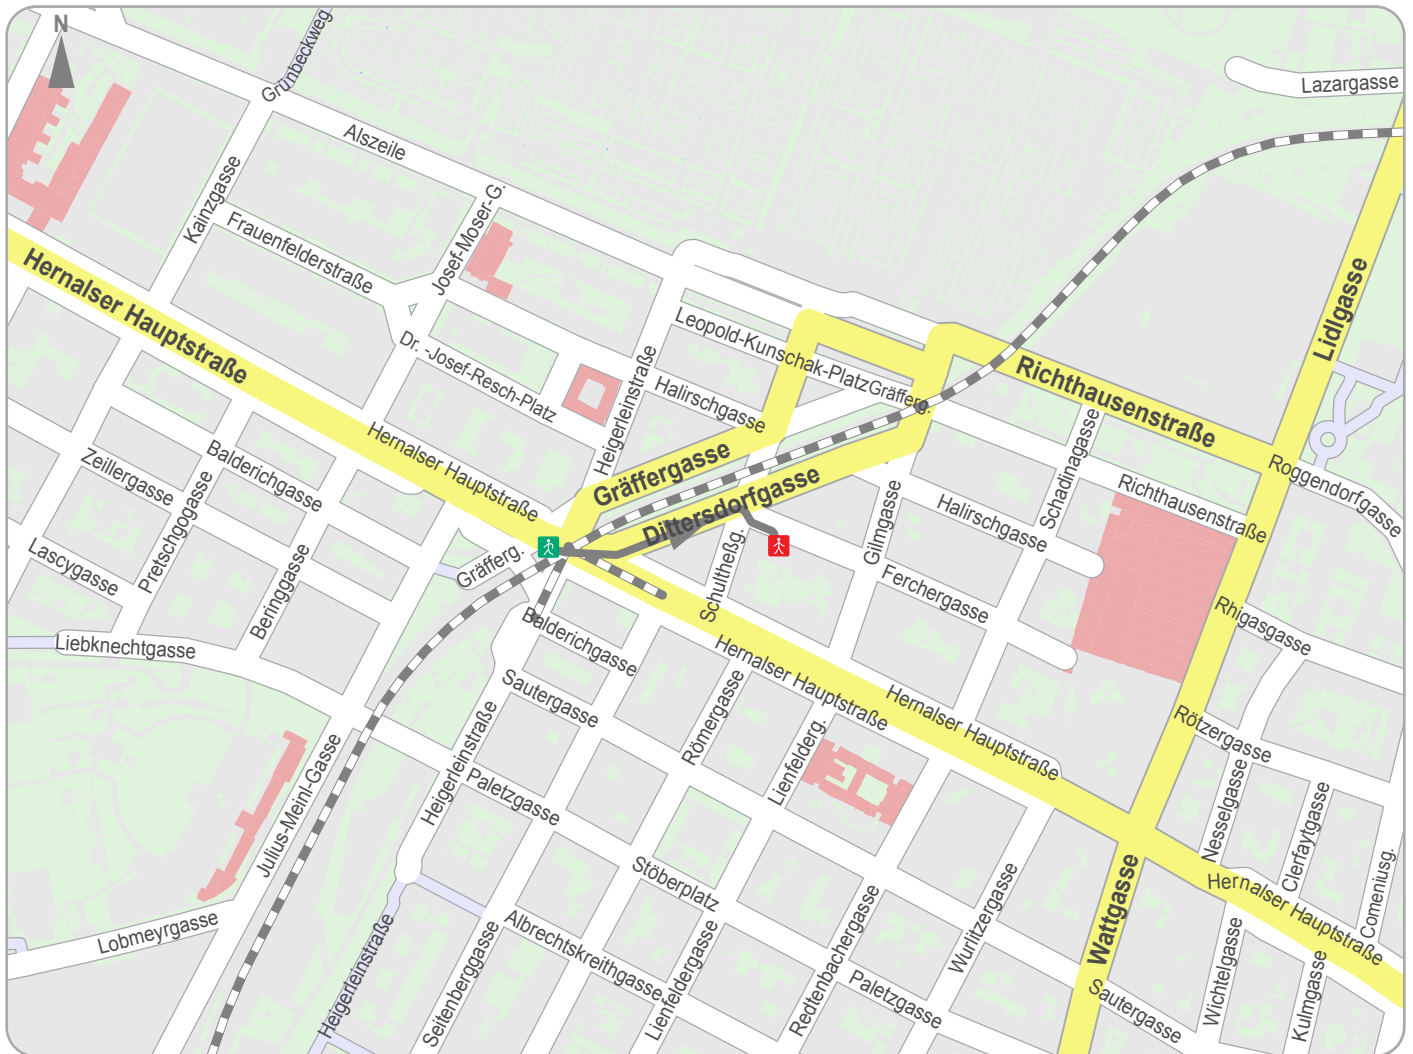 N
Grünbeckweg
Lazargasse
Alszeile
Kainzgasse
Josef-Moser-G.
Frauenfelderstraße
Hernalser Hauptstraße
Lidlgasse
Leopold-Kunschak-Platz
Gräfferg.
Richthausenstraße
Dr. -Josef-Resch-Platz
Heigerleinstraße
Halirschgasse
Hernalser Hauptstraße
Gräffergasse
Schadinagasse
Roggendorfgasse
Zeillergasse
Balderichgasse
Pretschgogasse
Dittersdorfgasse
Gilmgasse
Halirschgasse
Richthausenstraße
Lascygasse
Beringgasse
Gräfferg.
Schultheßg.
Ferchergasse
Rhigasgasse
Liebknechtgasse
Balderichgasse
Hernalser Hauptstraße
Sautergasse
Römergasse
Lienfelderg.
Hernalser Hauptstraße
Rötzergasse
Julius-Meinl-Gasse
Heigerleinstraße
Paletzgasse
Nesselgasse
Clerfaytgasse
Comeniusg.
Stöberplatz
Wattgasse
Hernalser Hauptstraße
Lobmeyrgasse
Heigerleinstraße
Seitenberggasse
Albrechtskreithgasse
Lienfeldergasse
Redtenbachergasse
Wurlitzergasse
Paletzgasse
Sautergasse
Wichtelgasse
Kulmgasse